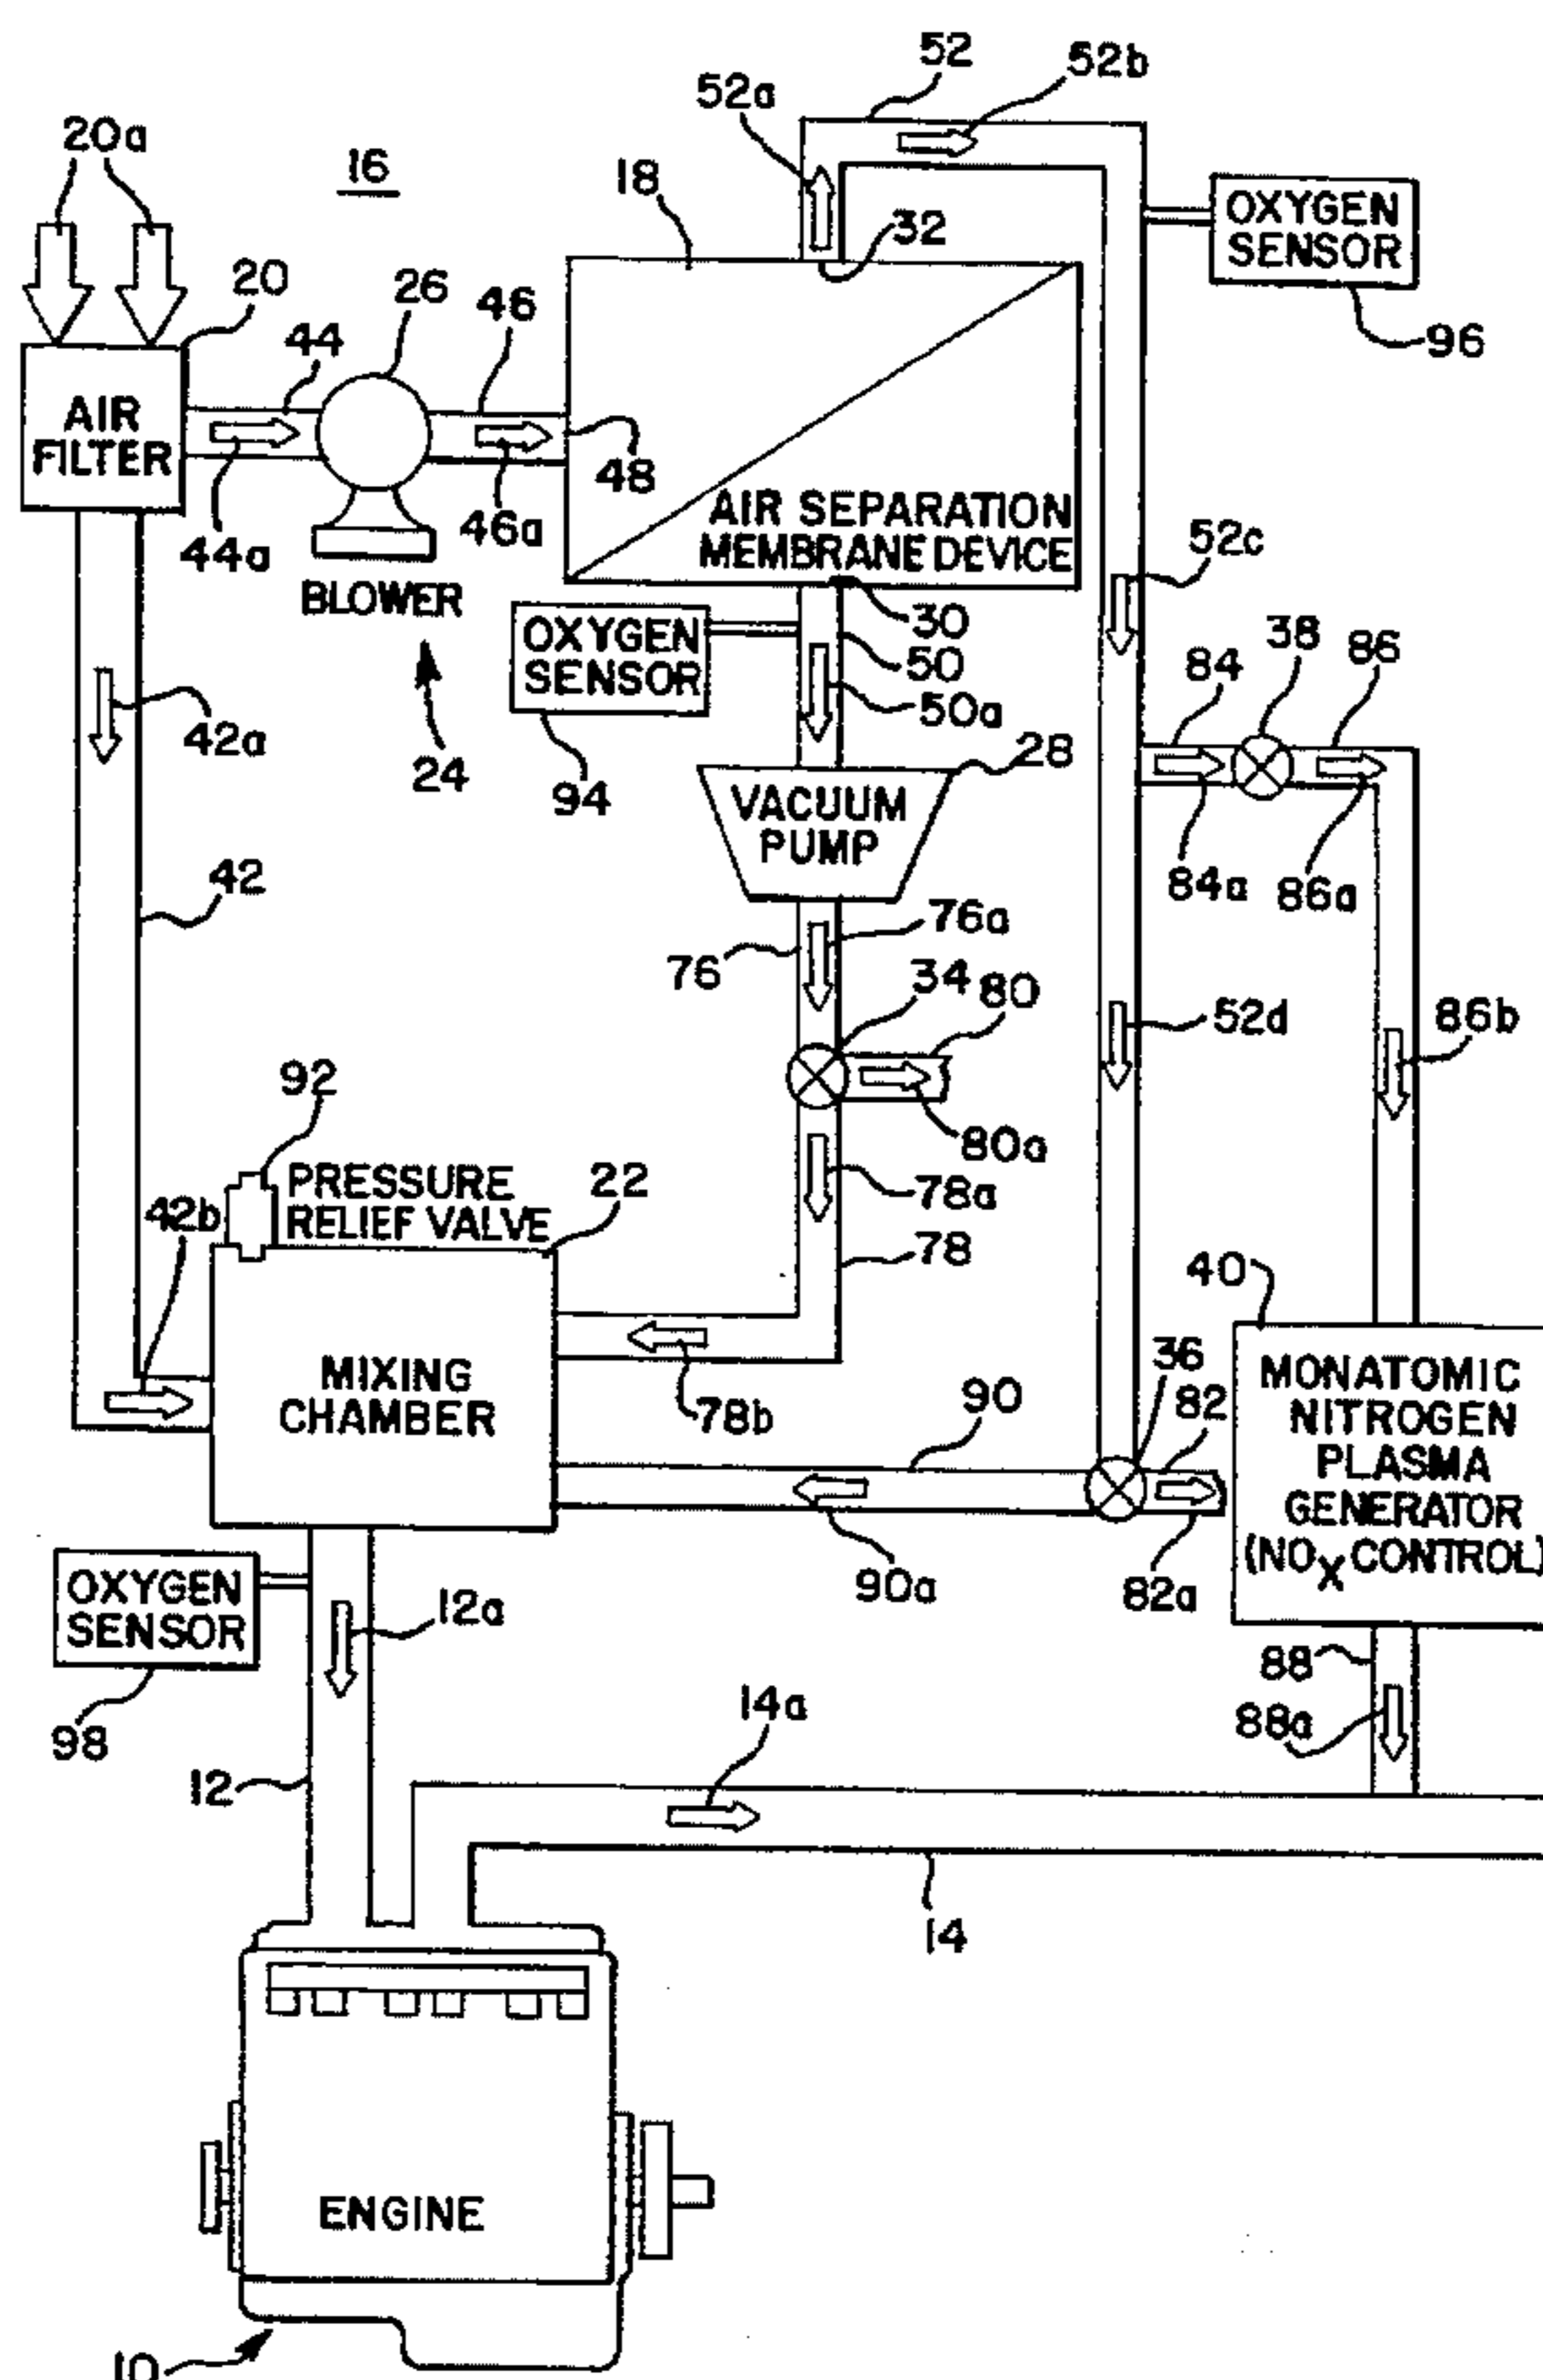 52
52b
52a
20a
16
18
OXYGEN
SENSOR
32
20
26
46
44
96
AIR
FILTER
48
AIR SEPARATION
MEMBRANE DEVICE
44a
46a
52c
BLOWER
OXYGEN
SENSOR
30
50
50a
38
84
86
42a
24
94
28
VACUUM
PUMP
42
84a
86a
76a
76
34
80
52d
86b
92
80a
PRESSURE
RELIEF VALVE
22
78a
42b
78
40
MIXING
CHAMBER
36
MONATOMIC
NITROGEN
PLASMA
GENERATOR
(NOX CONTROL)
78b
90
82
OXYGEN
SENSOR
12a
90a
82a
88
98
14a
88a
12
14
ENGINE
10